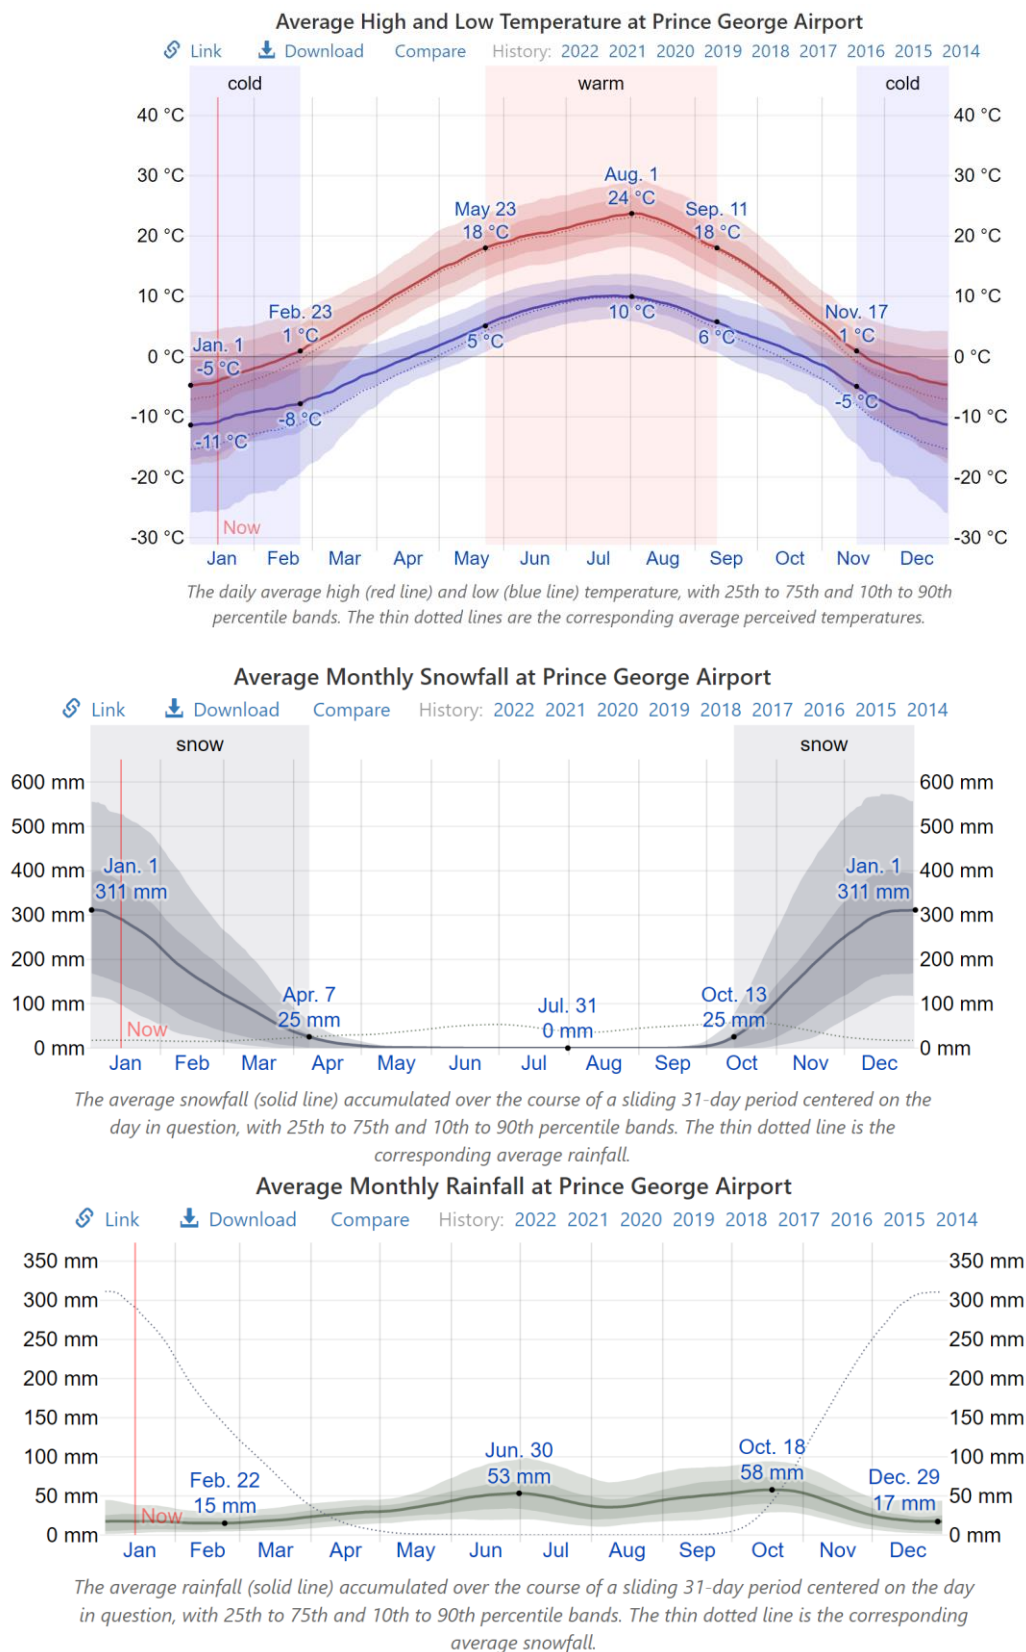 Average High and Low Temperature at Prince George Airport
Link Download Compare History: 2022 2021 2020 2019 2018 2017 2016 2015 2014
cold warm cold
40 °C 40 °C
30 °C 30 °C
Aug. 1
24 °C
May 23 Sep. 11
20 °C 18 °C 18 °C 20 °C
10 °C 10 °C
Feb. 23 10 °C Nov. 17
1 °C 5 °C 6 °C 1 °C
Jan. 1
0 °C 0 °C
-5 °C
-8 °C -5 °C
-10 °C -10 °C
-11 °C
-20 °C -20 °C
Now
-30 °C -30 °C
Jan Feb Mar Apr May Jun Jul Aug Sep Oct Nov Dec
The daily average high (red line) and low (blue line) temperature, with 25th to 75th and 10th to 90th
percentile bands. The thin dotted lines are the corresponding average perceived temperatures.
Average Monthly Snowfall at Prince George Airport
Link Download Compare History: 2022 2021 2020 2019 2018 2017 2016 2015 2014
snow snow
600 mm 600 mm
500 mm 500 mm
400 mm Jan. 1 Jan. 1 400 mm
311 mm 311 mm
300 mm 300 mm
200 mm 200 mm
100 mm Apr. 7 Jul. 31 Oct. 13 100 mm
25 mm 0 mm 25 mm
Now
0 mm 0 mm
Jan Feb Mar Apr May Jun Jul Aug Sep Oct Nov Dec
The average snowfall (solid line) accumulated over the course of a sliding 31-day period centered on the
day in question, with 25th to 75th and 10th to 90th percentile bands. The thin dotted line is the
corresponding average rainfall.
Average Monthly Rainfall at Prince George Airport
Link Download Compare History: 2022 2021 2020 2019 2018 2017 2016 2015 2014
350 mm 350 mm
300 mm 300 mm
250 mm 250 mm
200 mm 200 mm
150 mm 150 mm
100 mm Jun. 30 Oct. 18 100 mm
53 mm 58 mm
Feb. 22 Dec. 29
15 mm 17 mm
50 mm 50 mm
Now
0 mm 0 mm
Jan Feb Mar Apr May Jun Jul Aug Sep Oct Nov Dec
The average rainfall (solid line) accumulated over the course of a sliding 31-day period centered on the day
in question, with 25th to 75th and 10th to 90th percentile bands. The thin dotted line is the corresponding
average snowfall.